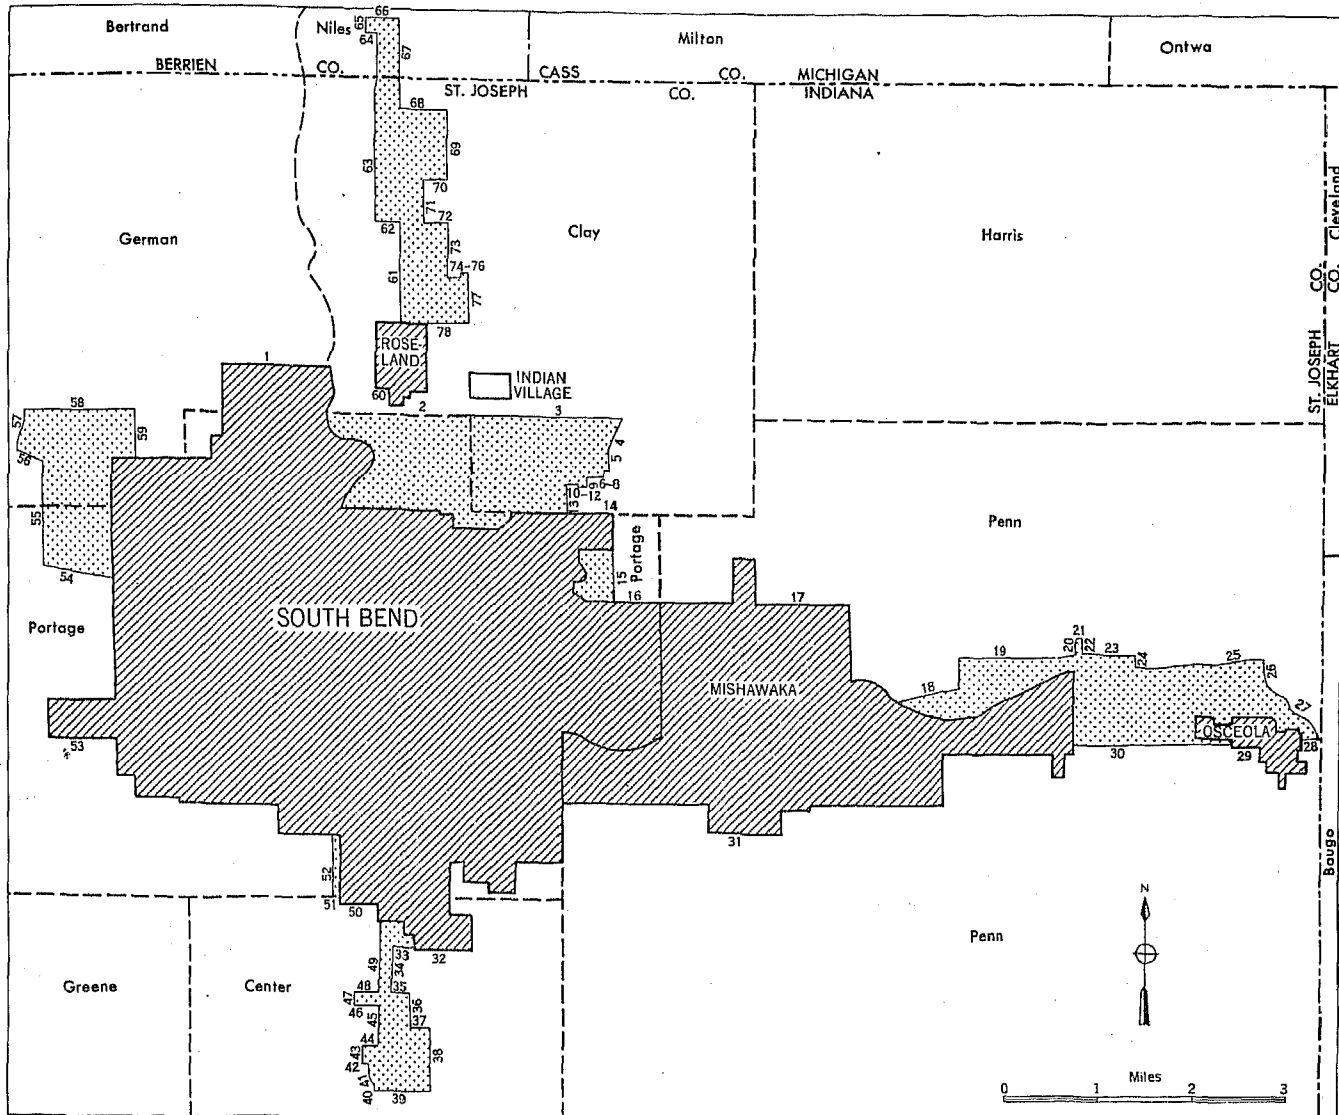 66
Bertrand
Niles
65
64
67
Milton
Ontwa
BERRIEN CO.
CASS CO.
MICHIGAN
ST. JOSEPH CO.
INDIANA
68
69
63
70
71
72
62
73
German
Clay
Harris
Cleveland
61
74-76
77
78
ST. JOSEPH CO.
ELKHART CO.
ROSE-
LAND
1
INDIAN
VILLAGE
60
2
3
58
57
59
56
4
5
6-8
9
10-12
13
14
55
Penn
54
15
Portage
16
17
SOUTH BEND
Portage
21
20
22
23
19
24
25
26
18
MISHAWAKA
27
OSCEOLA
28
53
30
29
31
52
Baugo
51
50
N
33
32
Penn
49
34
Greene
Center
48
35
47
46
36
45
37
44
43
38
42
41
40
39
Miles
0 1 2 3